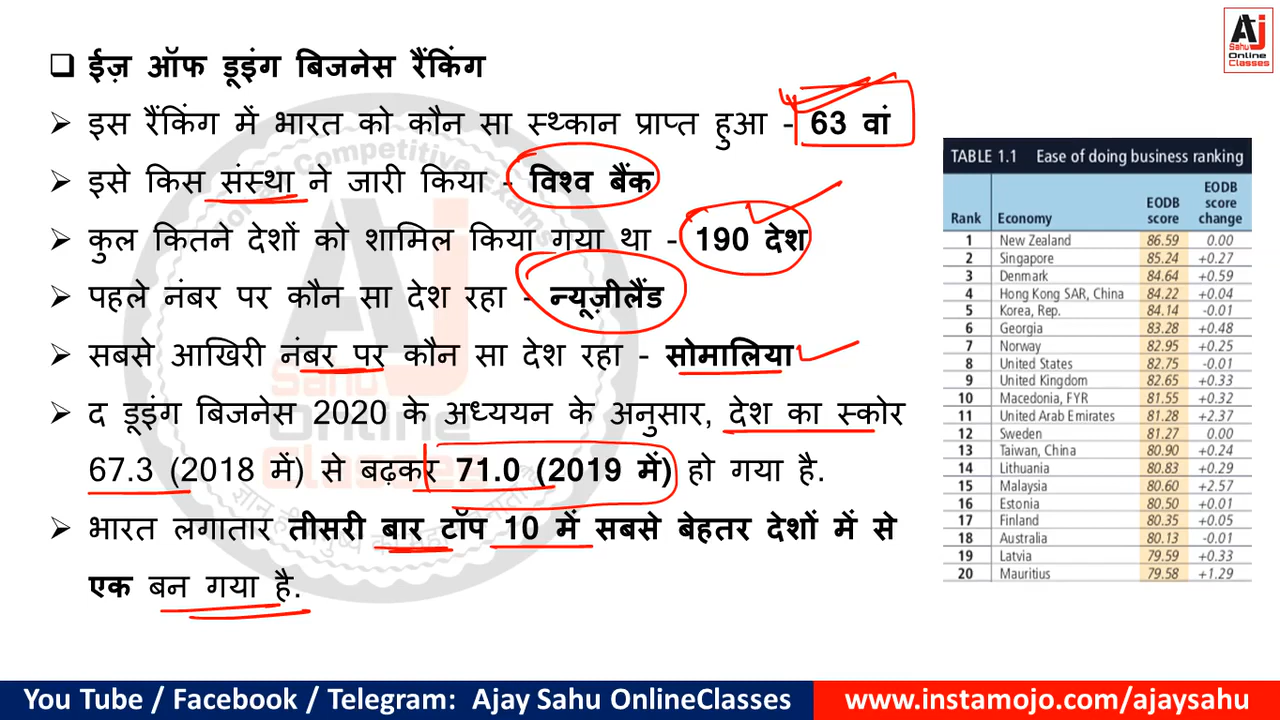 Aj
Sahu
Online
Classes
ईज़ ऑफ डूइंग बिजनेस रैंकिंग
इस रैंकिंग में भारत को कौन सा स्थ्कान प्राप्त हुआ - 63 वां
इसे किस संस्था ने जारी किया - विश्व बैंक
कुल कितने देशों को शामिल किया गया था - 190 देश
पहले नंबर पर कौन सा देश रहा - न्यूज़ीलैंड
सबसे आखिरी नंबर पर कौन सा देश रहा - सोमालिया
द डूइंग बिजनेस 2020 के अध्ययन के अनुसार, देश का स्कोर
67.3 (2018 में) से बढ़कर 71.0 (2019 में) हो गया है.
भारत लगातार तीसरी बार टॉप 10 में सबसे बेहतर देशों में से
एक बन गया है.
TABLE 1.1 Ease of doing business ranking
Rank Economy EODB score EODB score change
1 New Zealand 86.59 0.00
2 Singapore 85.24 +0.27
3 Denmark 84.64 +0.59
4 Hong Kong SAR, China 84.22 +0.04
5 Korea, Rep. 84.14 -0.01
6 Georgia 83.28 +0.48
7 Norway 82.95 +0.25
8 United States 82.75 -0.01
9 United Kingdom 82.65 +0.33
10 Macedonia, FYR 81.55 +0.32
11 United Arab Emirates 81.28 +2.37
12 Sweden 81.27 0.00
13 Taiwan, China 80.90 +0.24
14 Lithuania 80.83 +0.29
15 Malaysia 80.60 +2.57
16 Estonia 80.50 +0.01
17 Finland 80.35 +0.05
18 Australia 80.13 -0.01
19 Latvia 79.59 +0.33
20 Mauritius 79.58 +1.29
Competitive Exams
Sahu
Online
Classes
You Tube / Facebook / Telegram: Ajay Sahu OnlineClasses
www.instamojo.com/ajaysahu